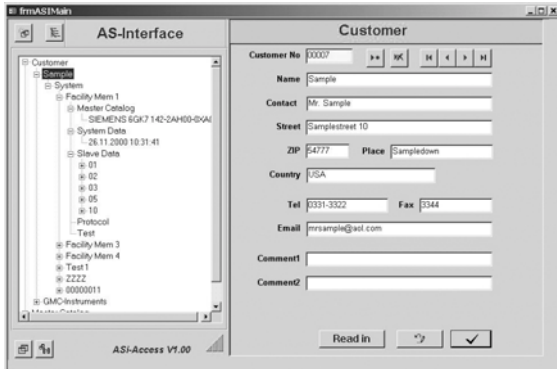 frmASIMain
AS-Interface
Customer
Sample
System
Facility Mem 1
Master Catalog
SIEMENS 6GK7 142-2AH00-0XA
System Data
26.11.2000 10:31:41
Slave Data
01
02
03
05
10
Protocol
Test
Facility Mem 3
Facility Mem 4
Test 1
ZZZZ
00000011
GMC-Instruments
Master Catalog
ASi-Access V1.00
Customer
Customer No 00007
Name Sample
Contact Mr. Sample
Street Samplestreet 10
ZIP 54777 Place Sampledown
Country USA
Tel 0331-3322 Fax 3344
Email mrsample@aol.com
Comment1
Comment2
Read in